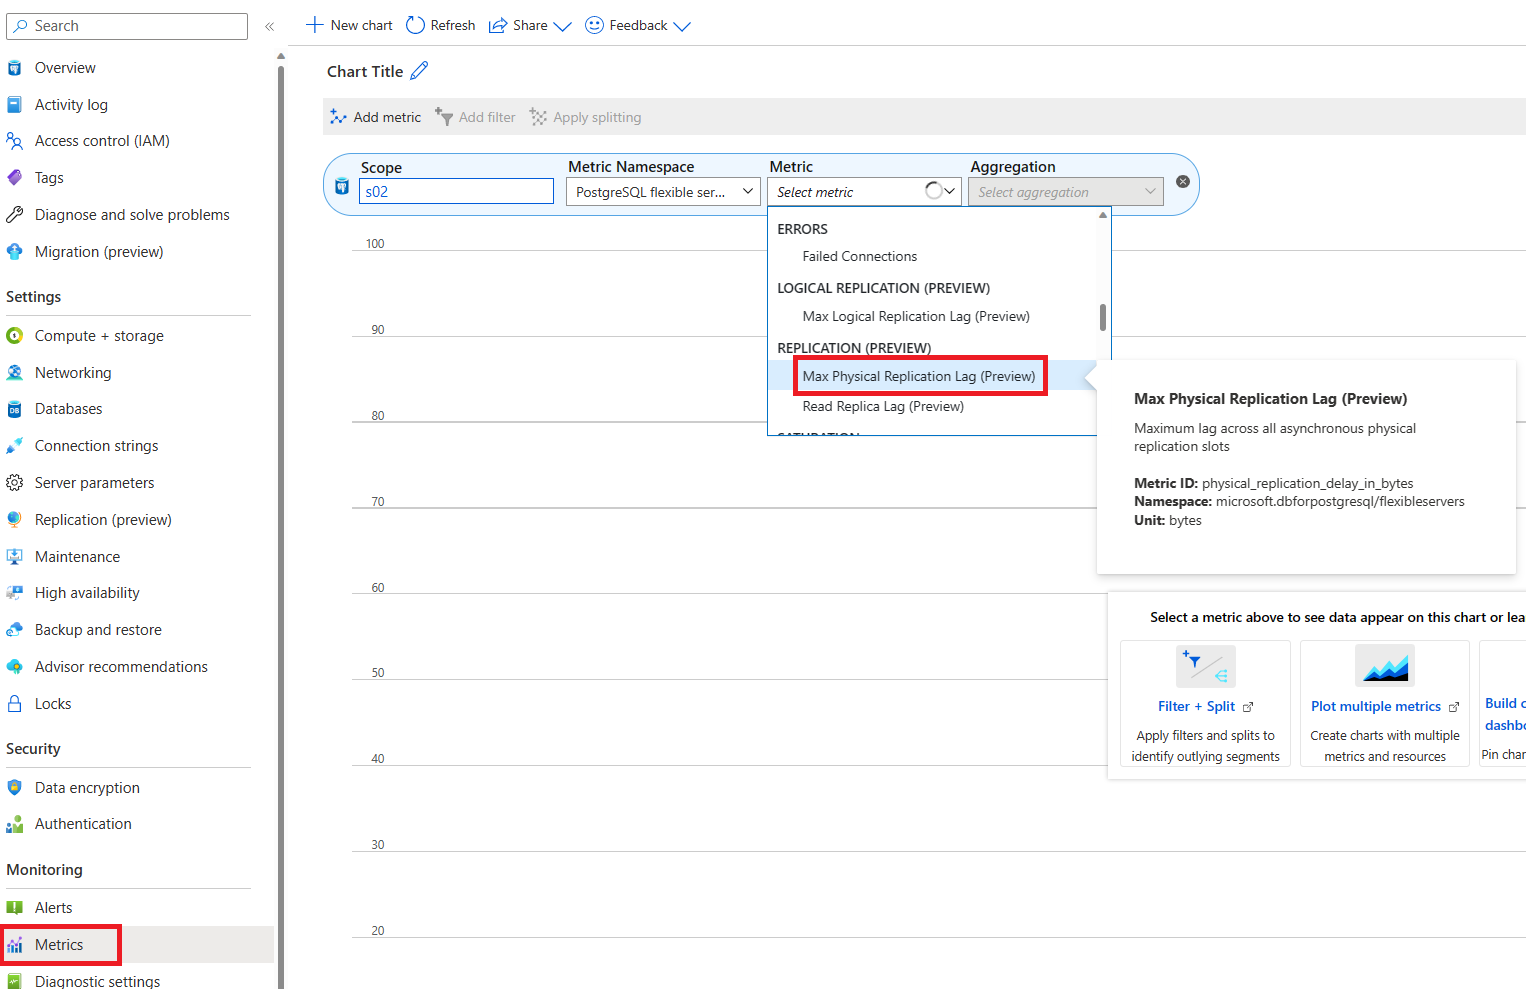 Search
«
New chart
Refresh
Share
Feedback
Overview
Activity log
Access control (IAM)
Tags
Diagnose and solve problems
Migration (preview)
Settings
Compute + storage
Networking
Databases
Connection strings
Server parameters
Replication (preview)
Maintenance
High availability
Backup and restore
Advisor recommendations
Locks
Security
Data encryption
Authentication
Monitoring
Alerts
Metrics
Diagnostic settings
Chart Title
Add metric
Add filter
Apply splitting
Scope
s02
Metric Namespace
PostgreSQL flexible ser...
Metric
Select metric
Aggregation
Select aggregation
ERRORS
Failed Connections
LOGICAL REPLICATION (PREVIEW)
Max Logical Replication Lag (Preview)
REPLICATION (PREVIEW)
Max Physical Replication Lag (Preview)
Read Replica Lag (Preview)
SATURATION
100
90
80
70
60
50
40
30
20
Max Physical Replication Lag (Preview)
Maximum lag across all asynchronous physical
replication slots
Metric ID: physical_replication_delay_in_bytes
Namespace: microsoft.dbforpostgresql/flexibleservers
Unit: bytes
Select a metric above to see data appear on this chart or lea
Filter + Split
Apply filters and splits to
identify outlying segments
Plot multiple metrics
Create charts with multiple
metrics and resources
Build c
dashbo
Pin char